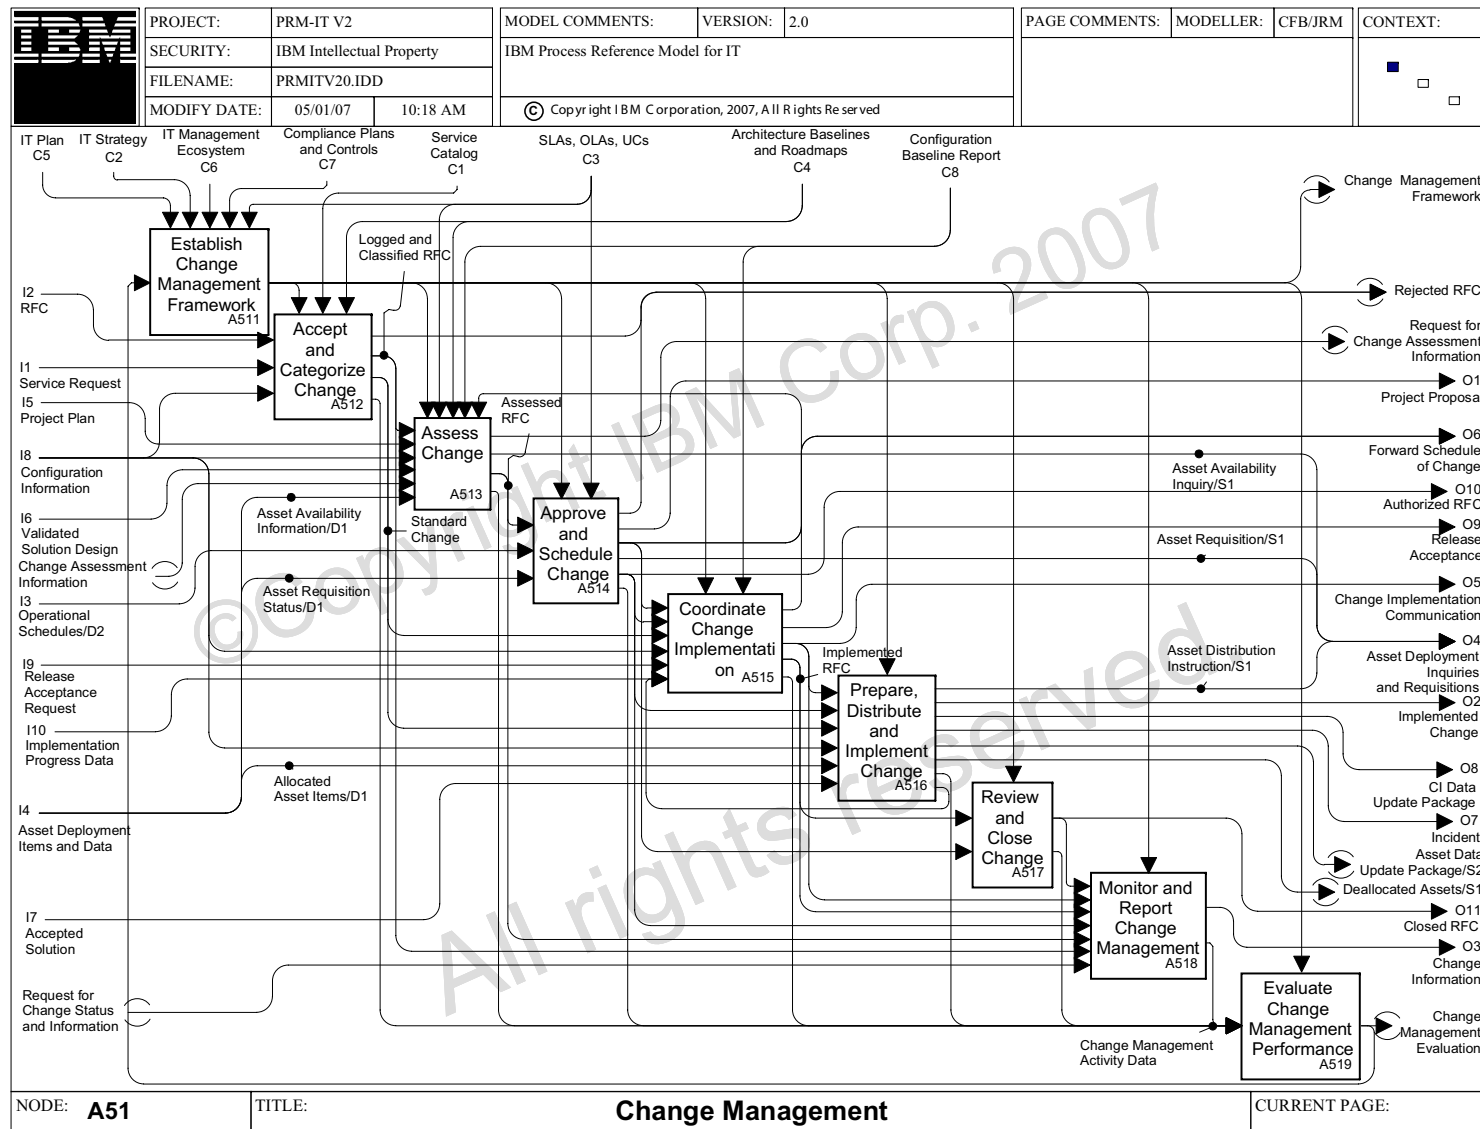 IBM
PROJECT: PRM-IT V2
SECURITY: IBM Intellectual Property
FILENAME: PRMITV20.IDD
MODIFY DATE: 05/01/07 10:18 AM
MODEL COMMENTS: VERSION: 2.0
IBM Process Reference Model for IT
© Copyright IBM Corporation, 2007, All Rights Reserved
PAGE COMMENTS: MODELLER: CFB/JRM
CONTEXT:
IT Plan
C5
IT Strategy
C2
IT Management
Ecosystem
C6
Compliance Plans
and Controls
C7
Service
Catalog
C1
SLAs, OLAs, UCs
C3
Architecture Baselines
and Roadmaps
C4
Configuration
Baseline Report
C8
I2
RFC
I1
Service Request
I5
Project Plan
I8
Configuration
Information
I6
Validated
Solution Design
Change Assessment
Information
I3
Operational
Schedules/D2
I9
Release
Acceptance
Request
I10
Implementation
Progress Data
I4
Asset Deployment
Items and Data
I7
Accepted
Solution
Request for
Change Status
and Information
Establish
Change
Management
Framework
A511
Accept
and
Categorize
Change
A512
Logged and
Classified RFC
Assess
Change
A513
Assessed
RFC
Asset Availability
Information/D1
Standard
Change
Approve
and
Schedule
Change
A514
Asset Requisition
Status/D1
Coordinate
Change
Implementati
on
A515
Implemented
RFC
Prepare,
Distribute
and
Implement
Change
A516
Allocated
Asset Items/D1
Review
and
Close
Change
A517
Monitor and
Report
Change
Management
A518
Evaluate
Change
Management
Performance
A519
Change Management
Activity Data
Asset Availability
Inquiry/S1
Asset Requisition/S1
Asset Distribution
Instruction/S1
Change Management
Framework
Rejected RFC
Request for
Change Assessment
Information
O1
Project Proposa
O6
Forward Schedule
of Change
O10
Authorized RFC
O9
Release
Acceptance
O5
Change Implementation
Communication
O4
Asset Deployment
Inquiries
and Requisitions
O2
Implemented
Change
O8
CI Data
Update Package
O7
Incident
Asset Data
Update Package/S2
Deallocated Assets/S1
O11
Closed RFC
O3
Change
Information
Change
Management
Evaluation
©Copyright IBM Corp. 2007
All rights reserved
NODE: A51
TITLE: Change Management
CURRENT PAGE: